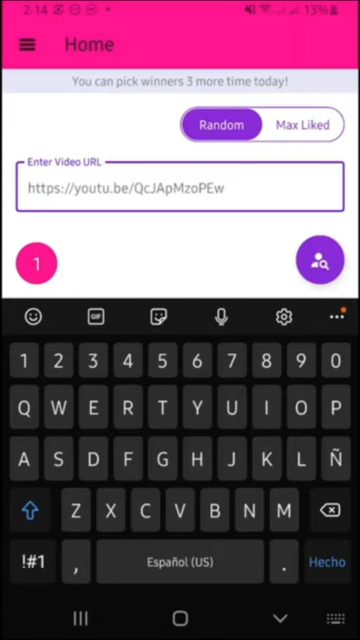 2:14
13%
Home
You can pick winners 3 more time today!
Random
Max Liked
Enter Video URL
https://youtu.be/QcJApMzoPEw
1
GIF
1 2 3 4 5 6 7 8 9 0
Q W E R T Y U I O P
A S D F G H J K L Ñ
Z X C V B N M
!#1 , Español (US) . Hecho